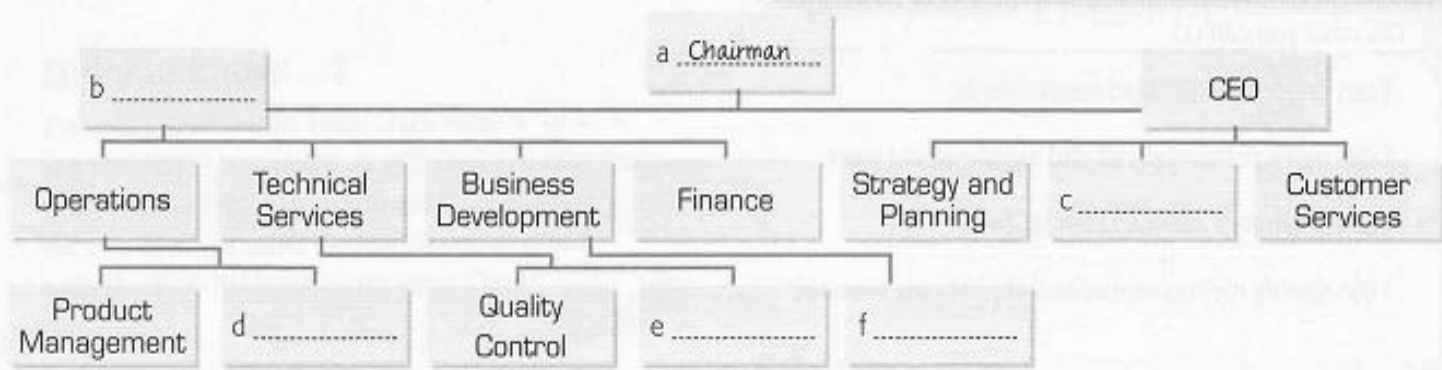 a Chairman
b
CEO
Operations
Technical
Services
Business
Development
Finance
Strategy and
Planning
c
Customer
Services
Product
Management
d
Quality
Control
e
f